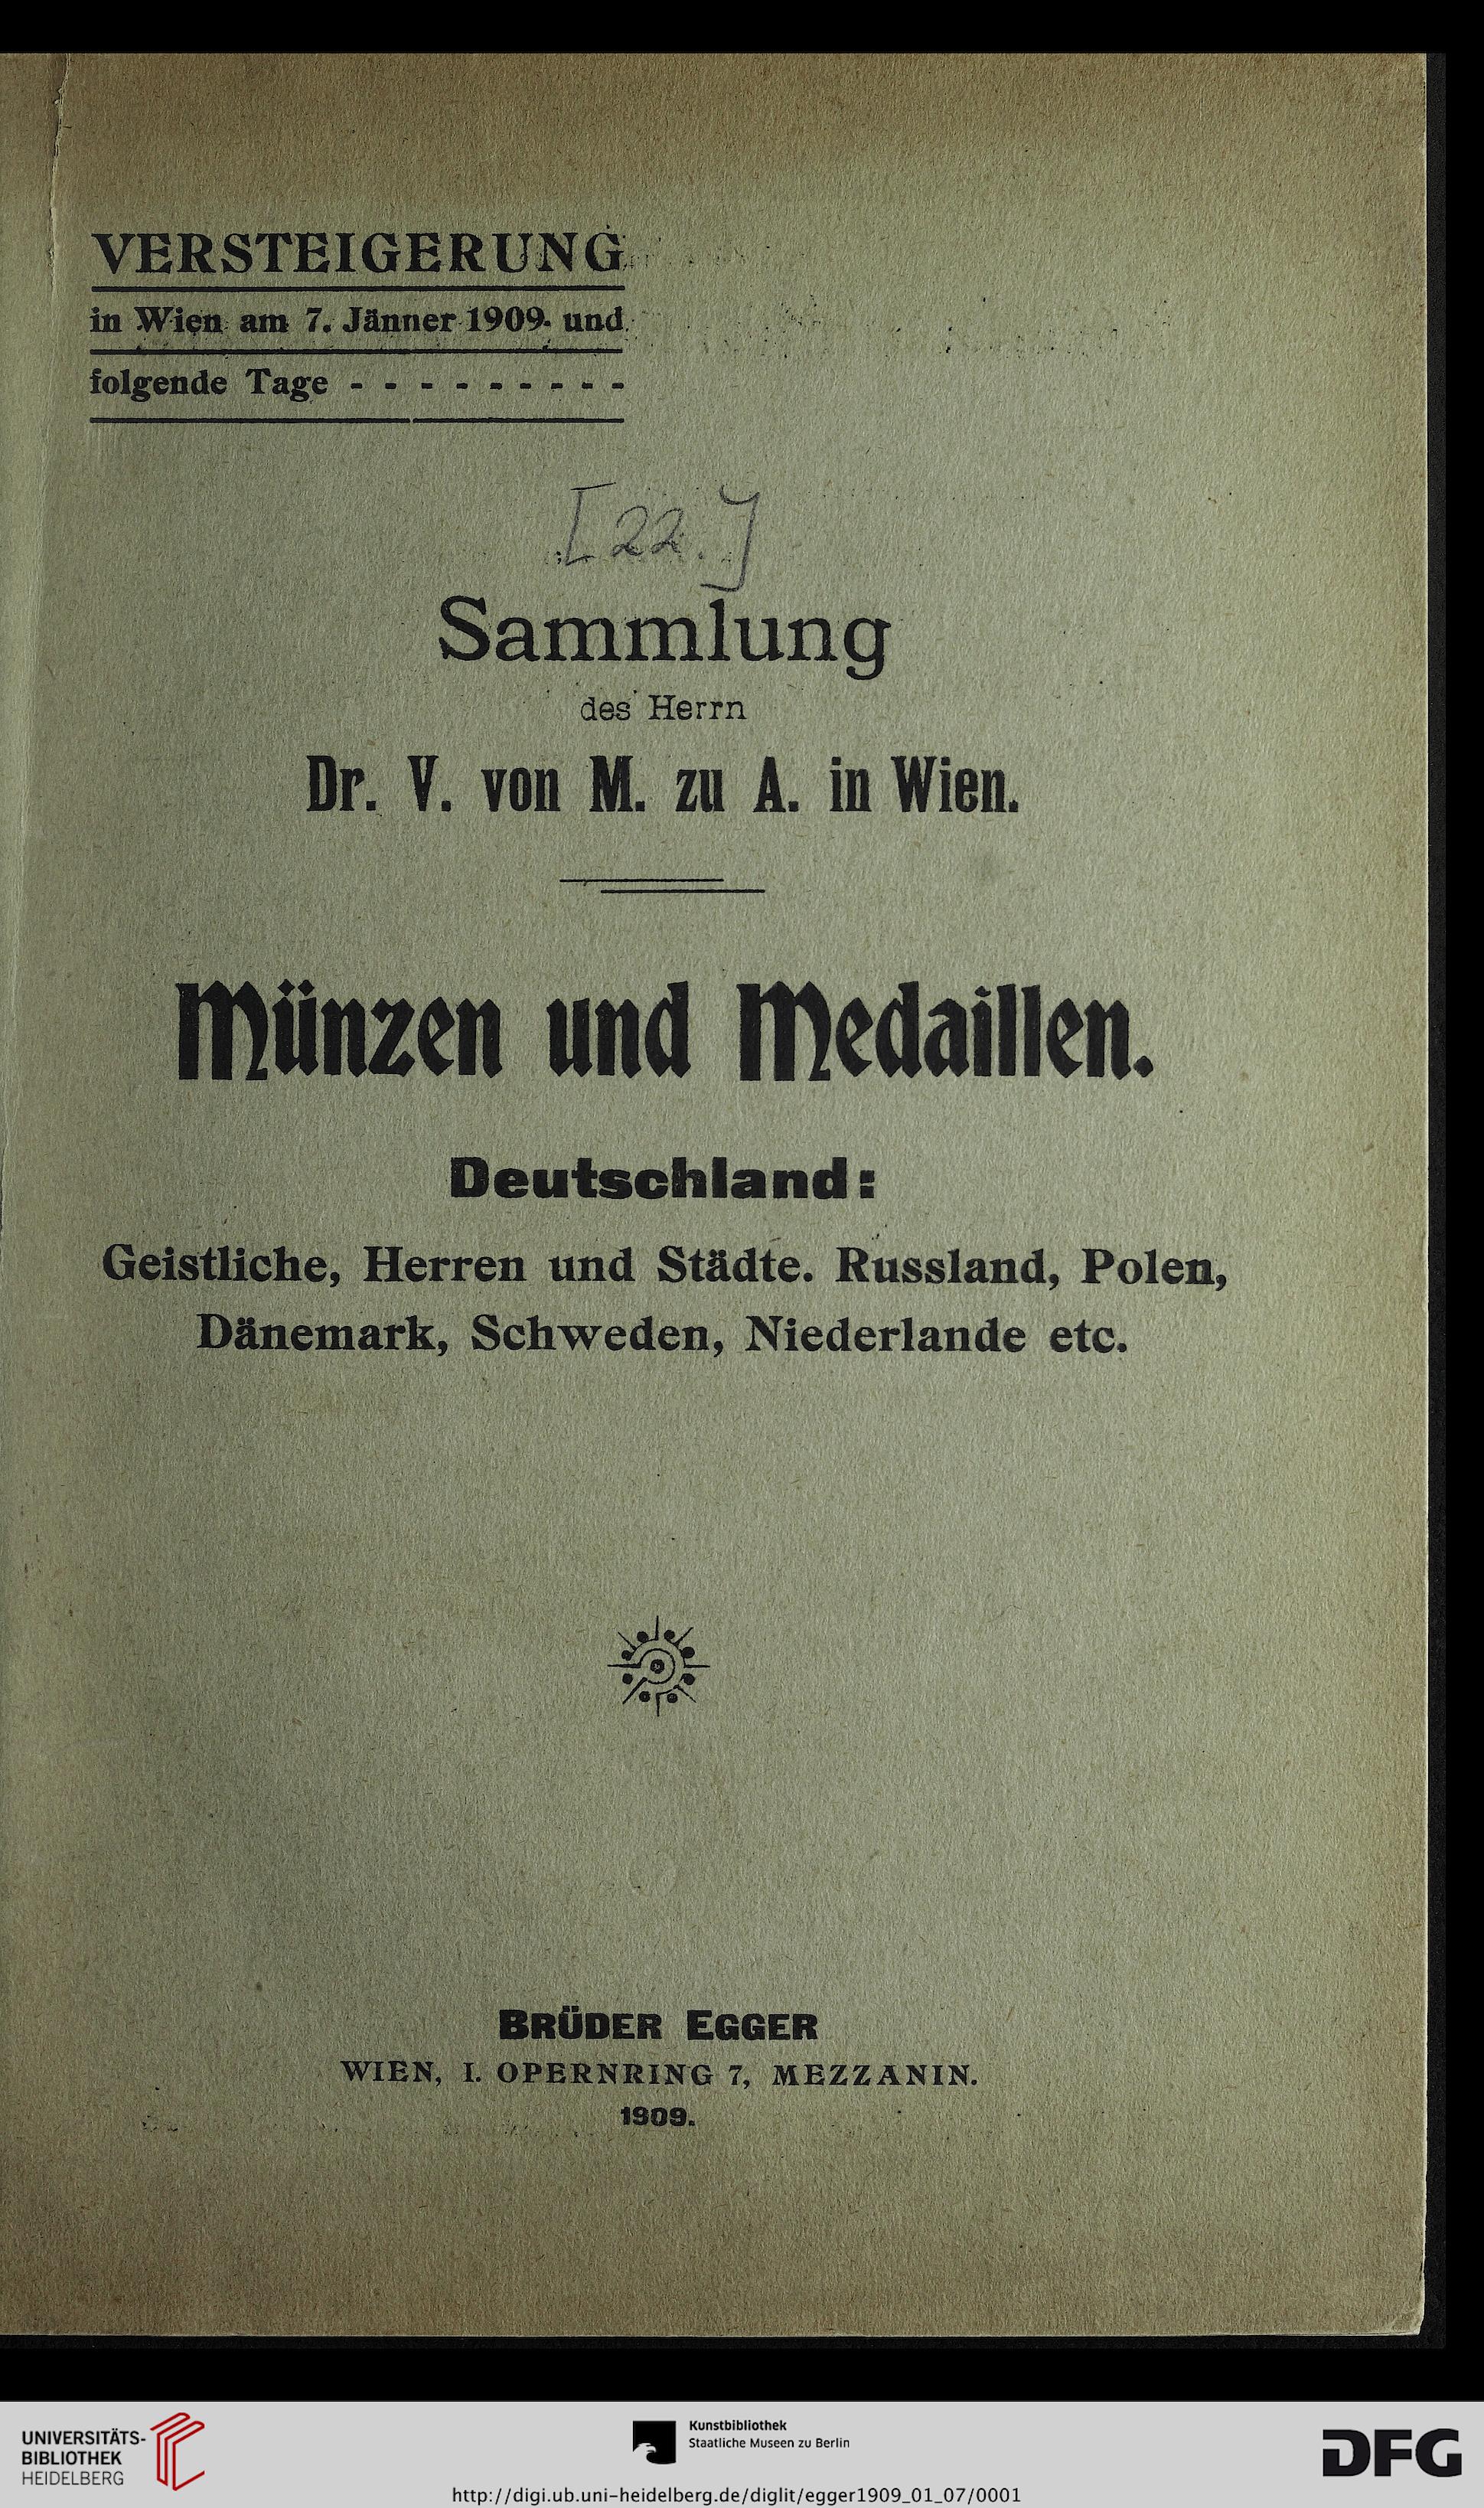 VERSTEIGERUNG
in Wien am 7. Jänner 1909. und
folgende Tage - - - - - - - - -
[22.]
Sammlung
des Herrn
Dr. V. von M. zu A. in Wien.
Münzen und Medaillen.
Deutschland:
Geistliche, Herren und Städte. Russland, Polen,
Dänemark, Schweden, Niederlande etc.
BRÜDER EGGER
WIEN, I. OPERNRING 7, MEZZANIN.
1909.
UNIVERSITÄTS-
BIBLIOTHEK
HEIDELBERG
Kunstbibliothek
Staatliche Museen zu Berlin
DFG
http://digi.ub.uni-heidelberg.de/diglit/egger1909_01_07/0001